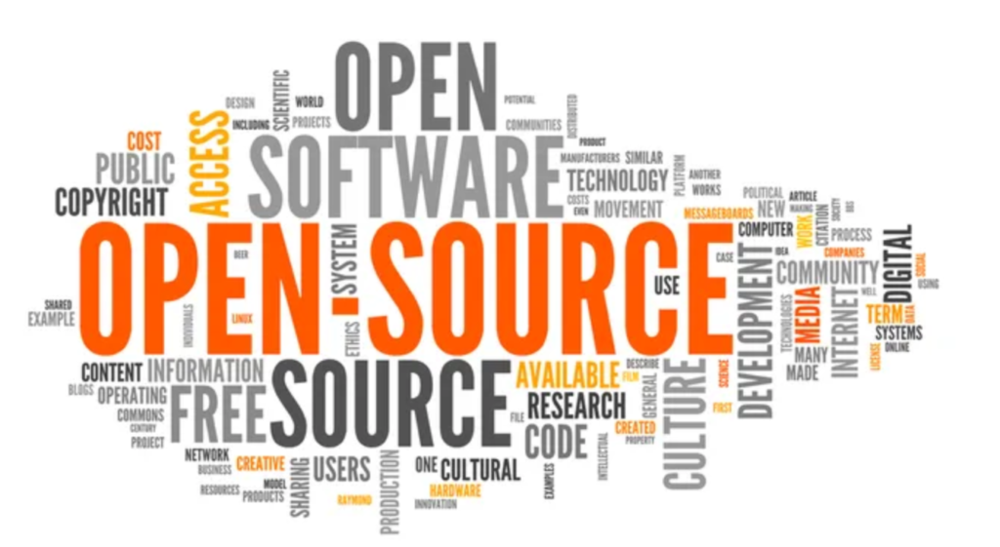 OPEN
SCIENTIFIC
DESIGN
WORLD
POTENTIAL
DISTRIBUTED
INCLUDING
PROJECTS
COMMUNITIES
ACCESS
COST
SOFTWARE
PRODUCT
PUBLIC
MANUFACTURERS
SIMILAR
PLATFORM
TECHNOLOGY
ANOTHER
WORKS
COPYRIGHT
COSTS
EVEN
MOVEMENT
MESSAGEBOARDS
POLITICAL
ARTICLE
NEW
MAKING
CITATION
SOCIETY
BBS
WORK
COMPUTER
PROCESS
DIGITAL
OPEN-SOURCE
SYSTEM
BEER
CASE
IDEA
COMPANIES
SOCIAL
COMMUNITY
USE
USING
DEVELOPMENT
MEDIA
INTERNET
WELL
TECHNOLOGIES
SHARED
EXAMPLE
LINUX
INDIVIDUALS
ETHICS
TERM
DATA
SYSTEMS
ONLINE
LICENSE
MANY
MADE
CONTENT
INFORMATION
SOURCE
AVAILABLE
DESCRIBE
FILM
GENERAL
CULTURE
SCIENCE
BLOGS
OPERATING
FREE
RESEARCH
FIRST
COMMONS
CENTURY
PROJECT
FILE
CODE
CREATED
PROPERTY
INTELLECTUAL
NETWORK
BUSINESS
CREATIVE
SHARING
USERS
PRODUCTION
ONE
CULTURAL
EXAMPLES
RESOURCES
MODEL
PRODUCTS
RAYMOND
HARDWARE
INNOVATION